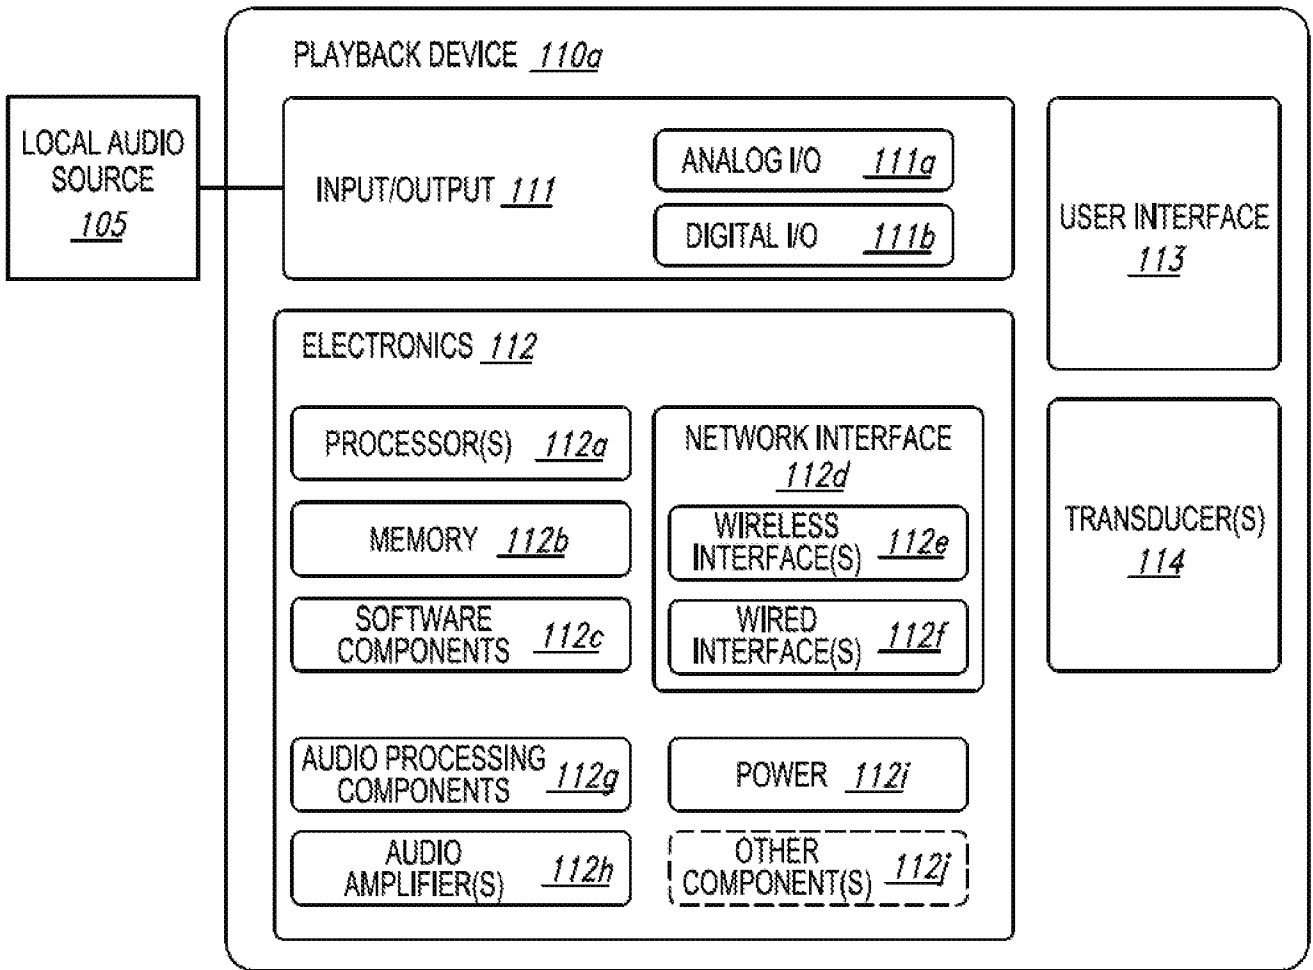 PLAYBACK DEVICE 110a
LOCAL AUDIO
SOURCE
105
INPUT/OUTPUT 111
ANALOG I/O 111a
DIGITAL I/O 111b
USER INTERFACE
113
ELECTRONICS 112
PROCESSOR(S) 112a
MEMORY 112b
SOFTWARE
COMPONENTS 112c
NETWORK INTERFACE
112d
WIRELESS
INTERFACE(S) 112e
WIRED
INTERFACE(S) 112f
TRANSDUCER(S)
114
AUDIO PROCESSING
COMPONENTS 112g
POWER 112i
AUDIO
AMPLIFIER(S) 112h
OTHER
COMPONENT(S) 112j